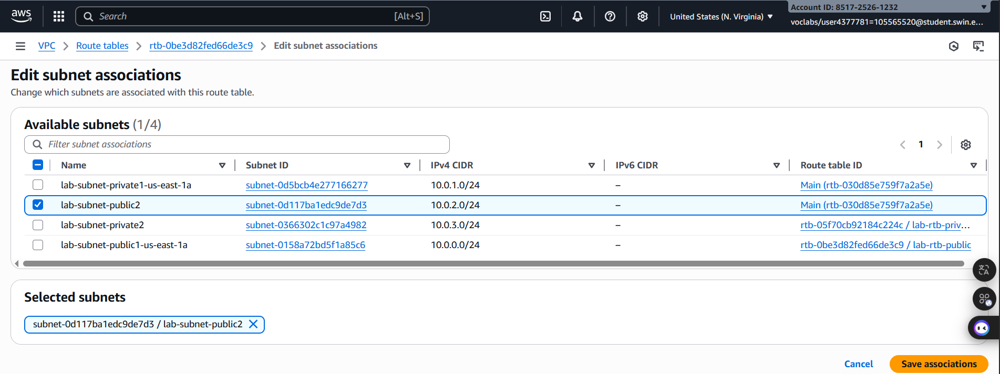 aws
Search [Alt+S]
United States (N. Virginia)
Account ID: 8517-2526-1232
voclabs/user4377781=105565520@student.swin.e...
VPC > Route tables > rtb-0be3d82fed66de3c9 > Edit subnet associations
Edit subnet associations
Change which subnets are associated with this route table.
Available subnets (1/4)
Filter subnet associations
1
Name Subnet ID IPv4 CIDR IPv6 CIDR Route table ID
lab-subnet-private1-us-east-1a subnet-0d5bcb4e277166277 10.0.1.0/24 – Main (rtb-030d85e759f7a2a5e)
lab-subnet-public2 subnet-0d117ba1edc9de7d3 10.0.2.0/24 – Main (rtb-030d85e759f7a2a5e)
lab-subnet-private2 subnet-0366302c1c97a4982 10.0.3.0/24 – rtb-05f70cb92184c224c / lab-rtb-priv...
lab-subnet-public1-us-east-1a subnet-0158a72bd5f1a85c6 10.0.0.0/24 – rtb-0be3d82fed66de3c9 / lab-rtb-public
Selected subnets
subnet-0d117ba1edc9de7d3 / lab-subnet-public2
Cancel Save associations